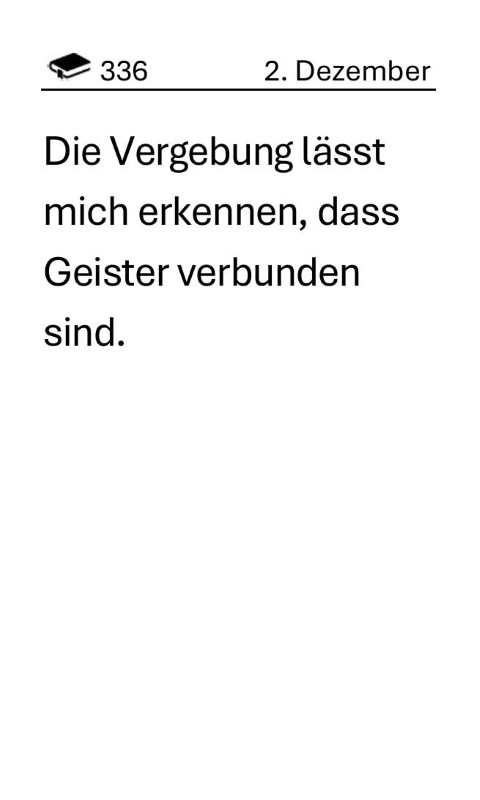 336 2. Dezember
Die Vergebung lässt
mich erkennen, dass
Geister verbunden
sind.